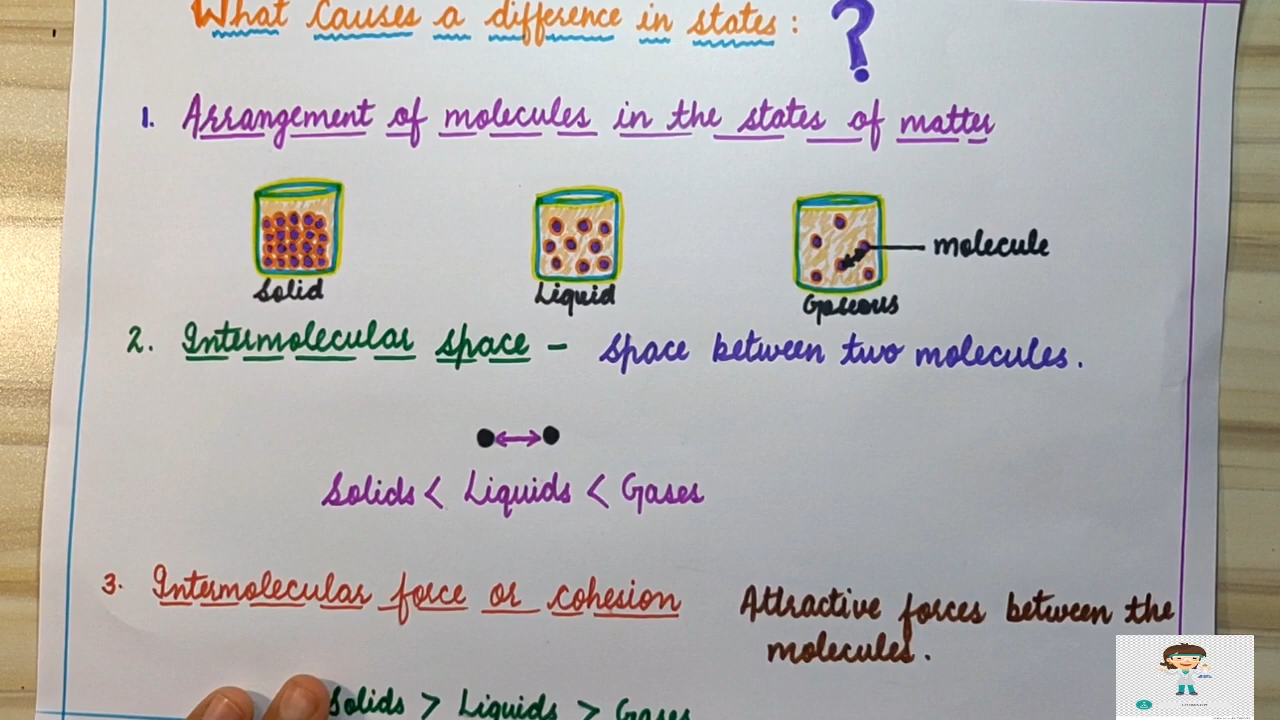 What causes a difference in states : ?
1. Arrangement of molecules in the states of matter
molecule
Solid
Liquid
Gaseous
2. Intermolecular space - space between two molecules.
Solids < Liquids < Gases
3. Intermolecular force or cohesion Attractive forces between the
molecules.
Solids > Liquids > Gases